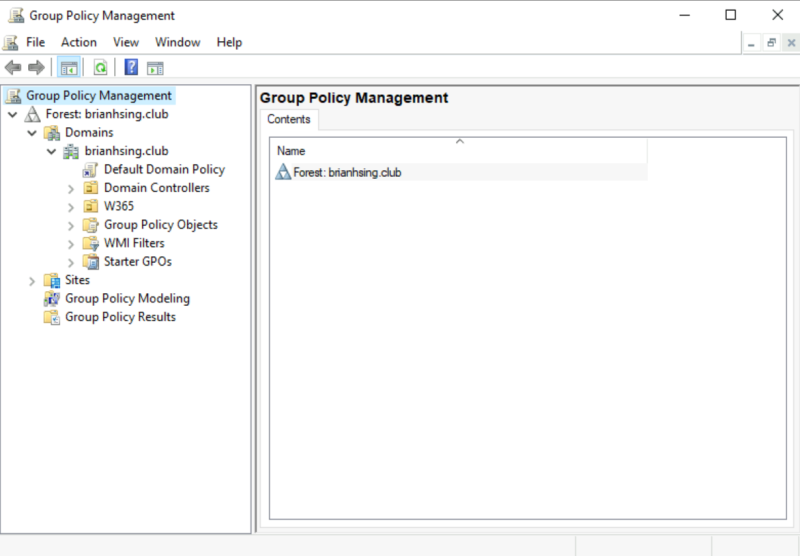 Group Policy Management
File Action View Window Help
Group Policy Management
Forest: brianhsing.club
Domains
brianhsing.club
Default Domain Policy
Domain Controllers
W365
Group Policy Objects
WMI Filters
Starter GPOs
Sites
Group Policy Modeling
Group Policy Results
Group Policy Management
Contents
Name
Forest: brianhsing.club